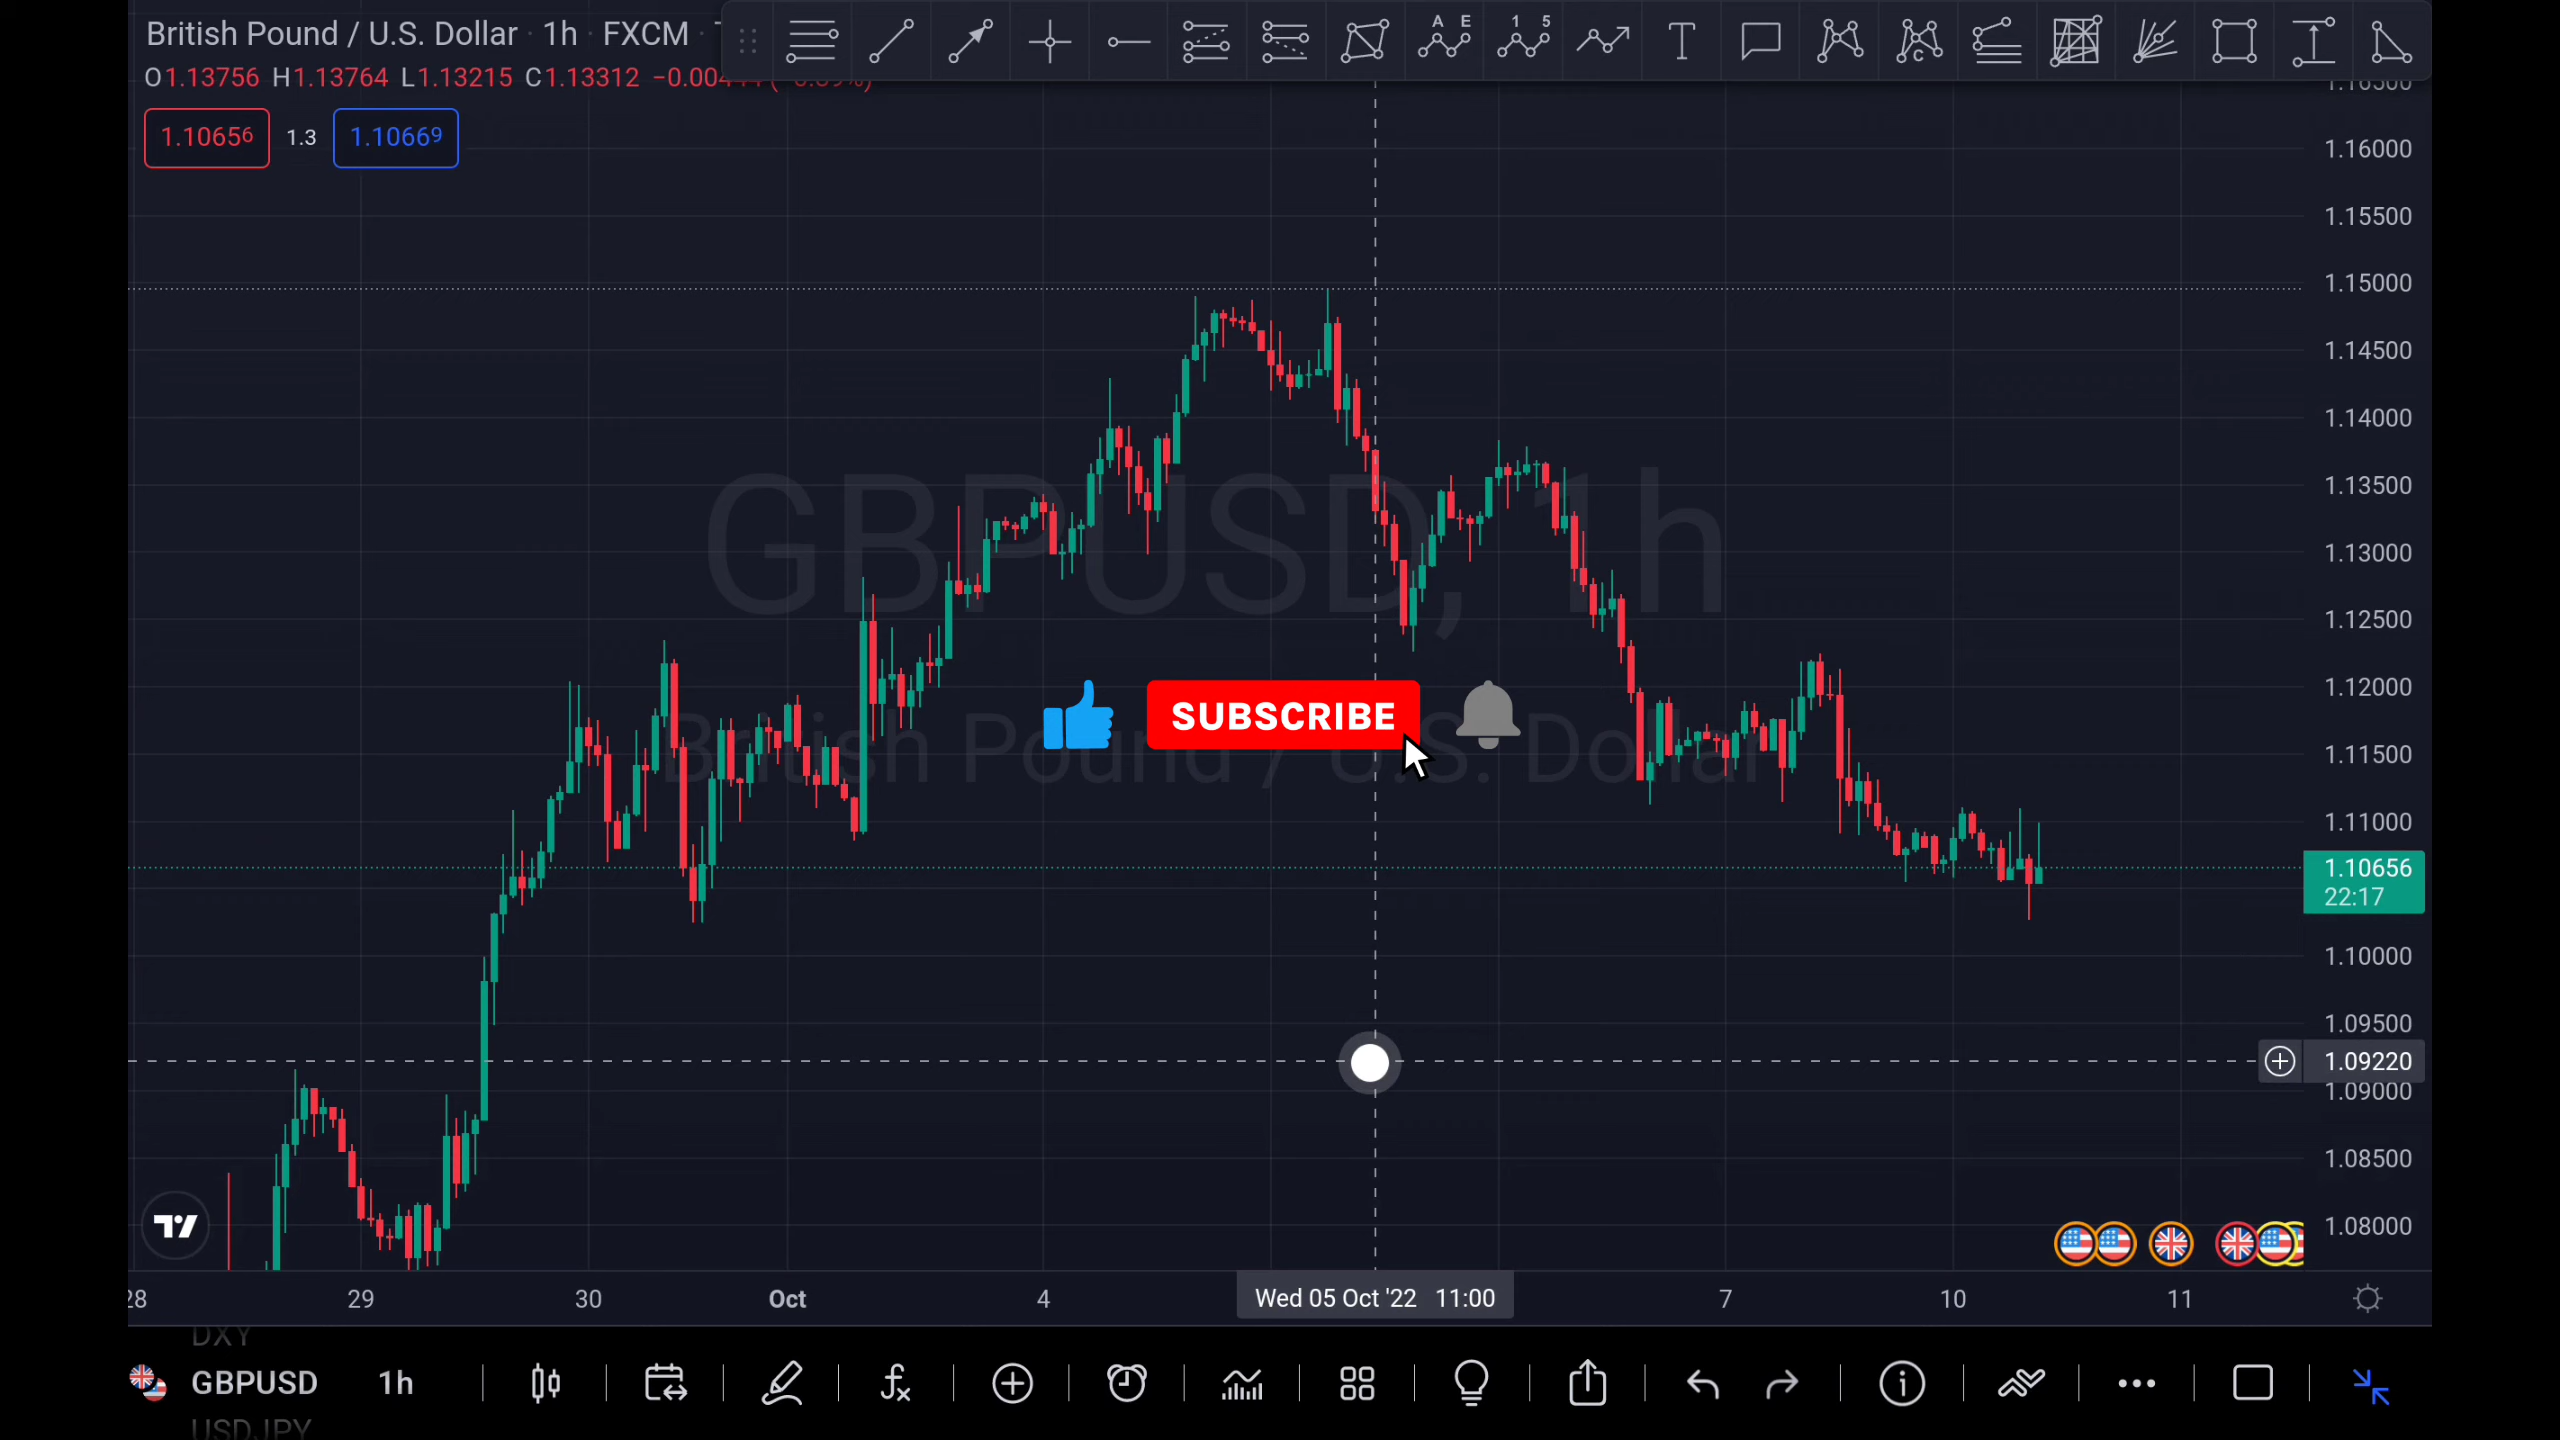 British Pound / U.S. Dollar · 1h · FXCM ·
O1.13756 H1.13764 L1.13215 C1.13312
1.10656 1.3 1.10669
A E
1 5
T
C
1.16000
1.15500
1.15000
1.14500
1.14000
1.13500
1.13000
1.12500
1.12000
1.11500
1.11000
1.10656
22:17
1.10000
1.09500
1.09220
1.09000
1.08500
1.08000
GBPUSD, 1h
British Pound / U.S. Dollar
SUBSCRIBE
28 29 30 Oct 4 Wed 05 Oct '22 11:00 7 10 11
DXY
GBPUSD 1h
USDJPY